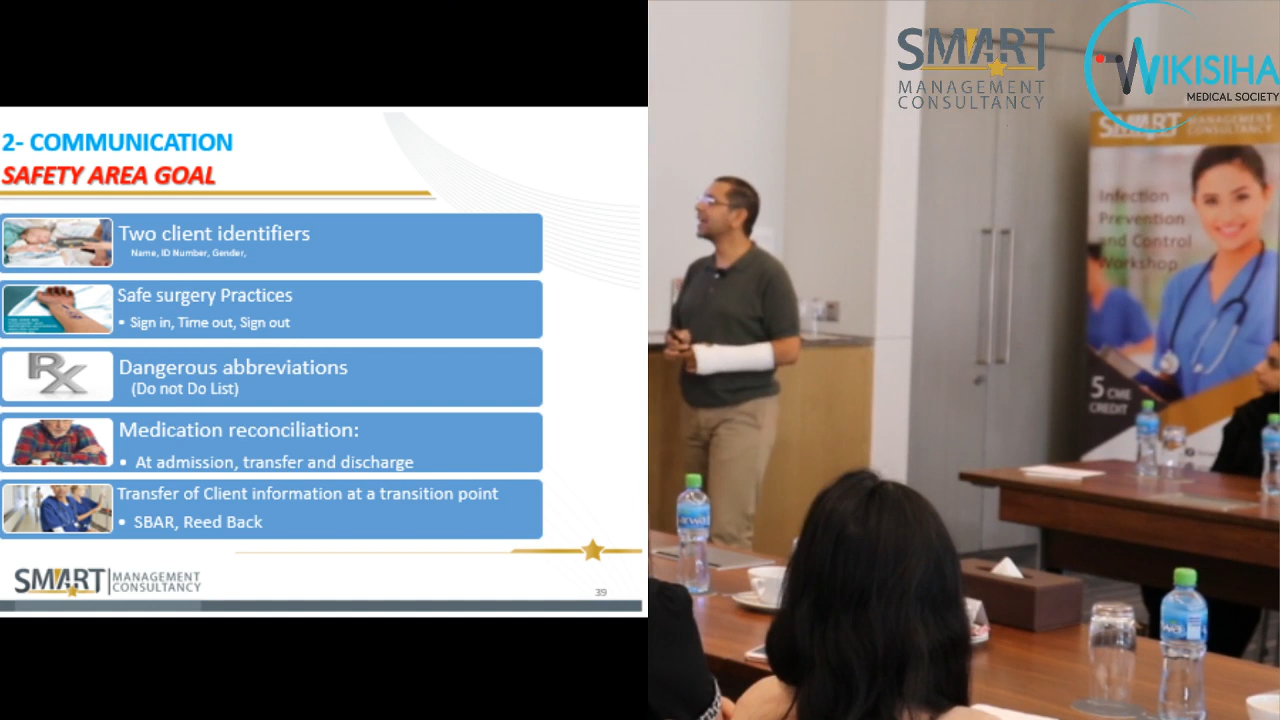 2- COMMUNICATION
SAFETY AREA GOAL
Two client identifiers
Name, ID Number, Gender,
Safe surgery Practices
• Sign in, Time out, Sign out
Rx
Dangerous abbreviations
(Do not Do List)
Medication reconciliation:
• At admission, transfer and discharge
Transfer of Client information at a transition point
• SBAR, Reed Back
SMART MANAGEMENT
CONSULTANCY
39
SMART
MANAGEMENT
CONSULTANCY
WIKISIHA
MEDICAL SOCIETY
SMART MANAGEMENT
CONSULTANCY
Infection
Prevention
and Control
Workshop
5 CME
CREDIT